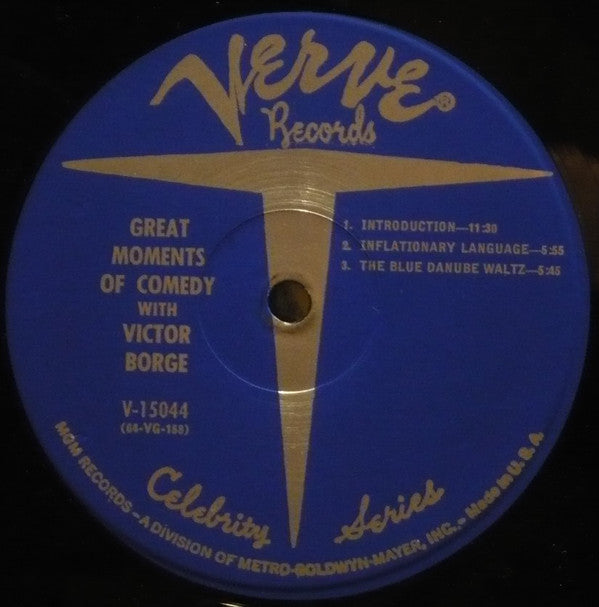 Verve®
Records
GREAT
MOMENTS
OF COMEDY
WITH
VICTOR
BORGE
V-15044
(64-VG-168)
1. INTRODUCTION—11:30
2. INFLATIONARY LANGUAGE—5:55
3. THE BLUE DANUBE WALTZ—5:45
Celebrity Series
MGM RECORDS – A DIVISION OF METRO-GOLDWYN-MAYER, INC. – Made in U. S. A.